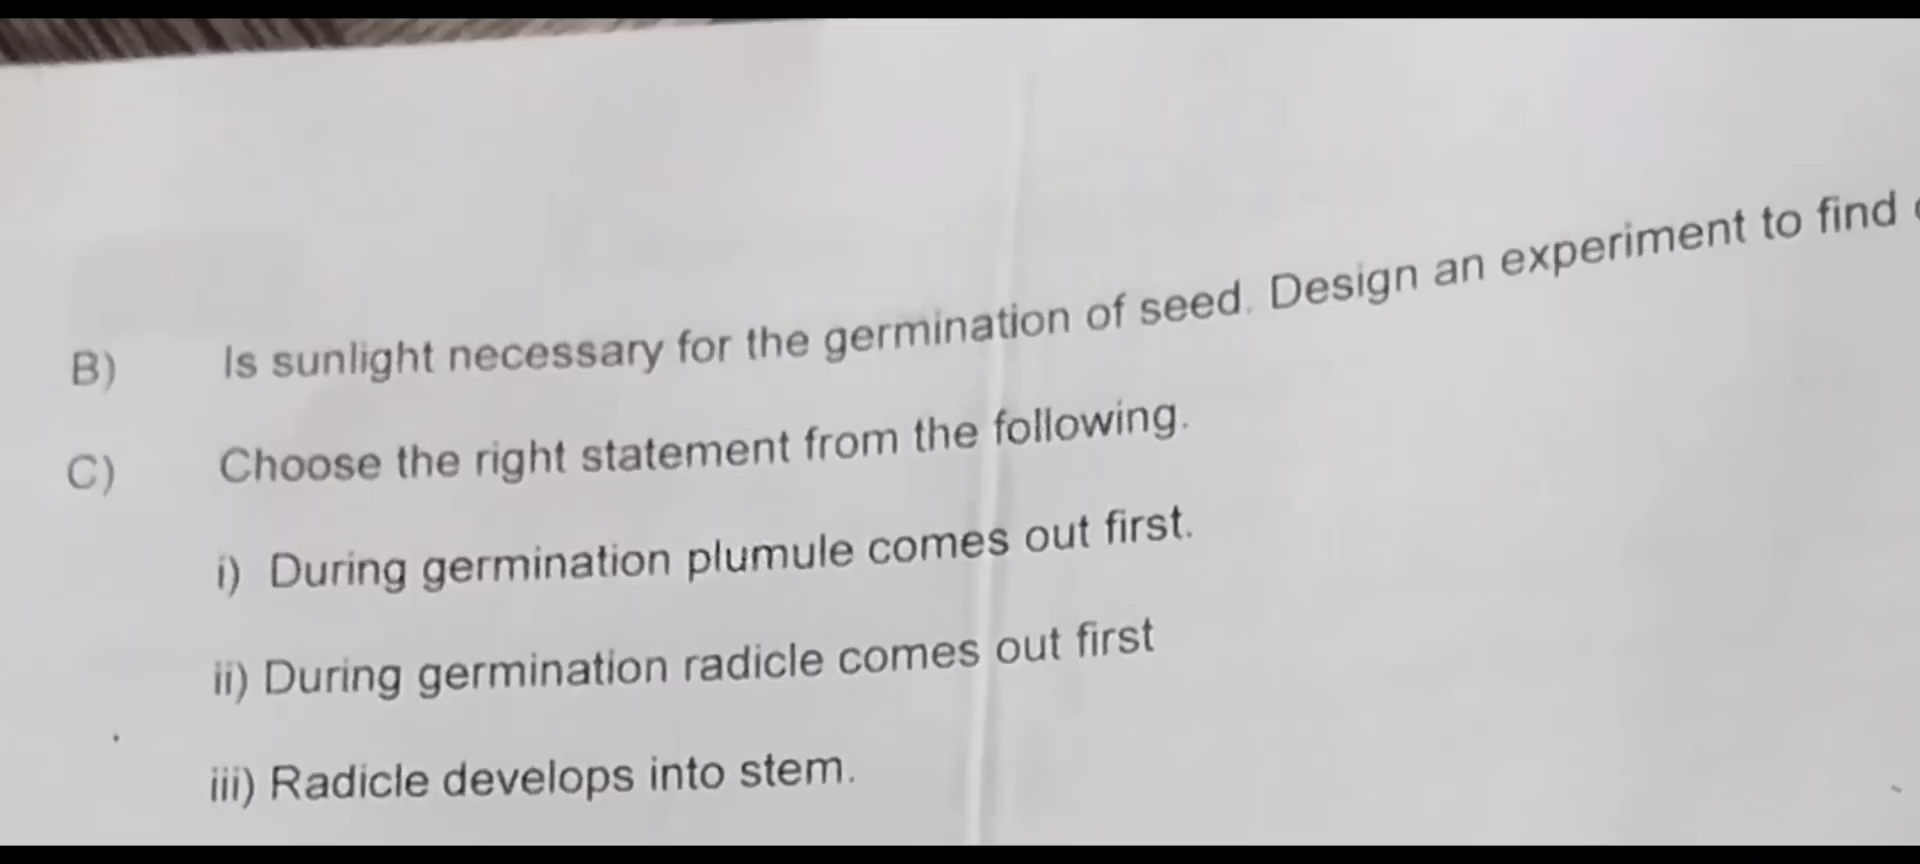 B) Is sunlight necessary for the germination of seed. Design an experiment to find
C) Choose the right statement from the following.
i) During germination plumule comes out first.
ii) During germination radicle comes out first
iii) Radicle develops into stem.